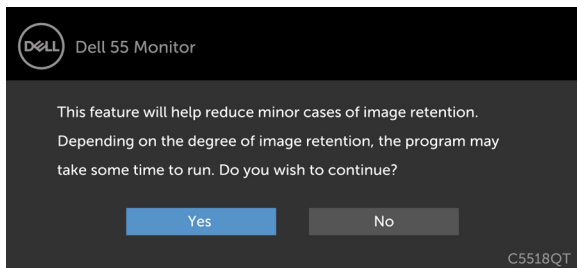 DELL Dell 55 Monitor
This feature will help reduce minor cases of image retention.
Depending on the degree of image retention, the program may
take some time to run. Do you wish to continue?
Yes No
C5518QT